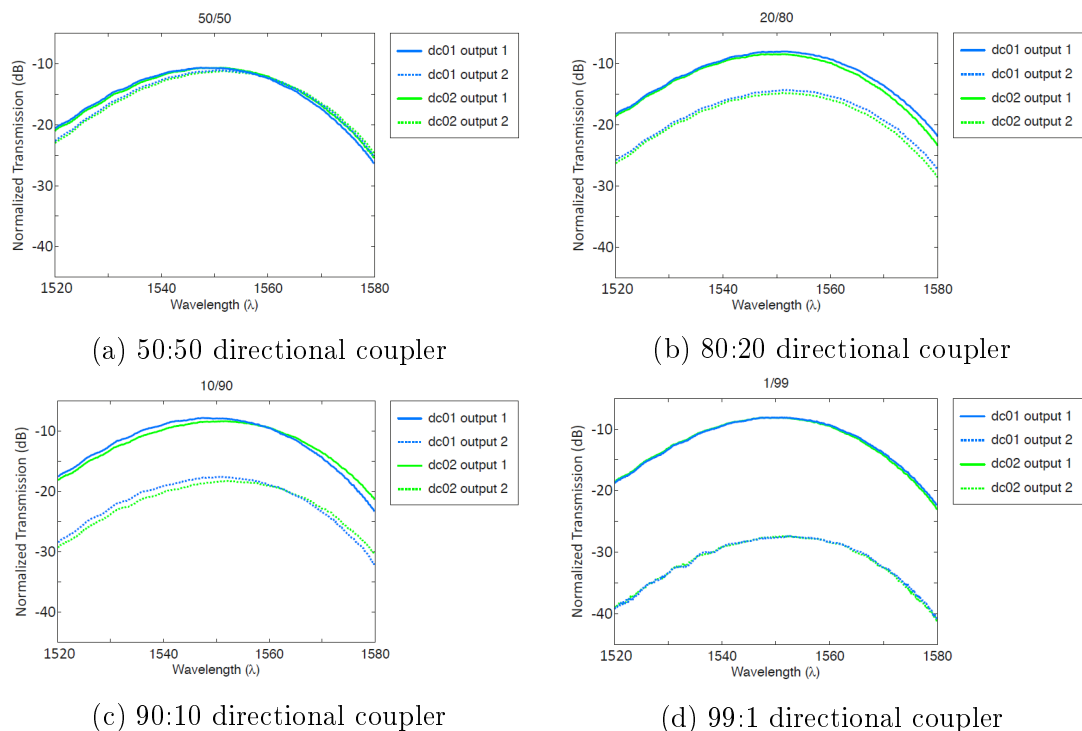 50/50
Normalized Transmission (dB)
-10
-20
-30
-40
1520
1540
1560
1580
Wavelength (λ)
dc01 output 1
dc01 output 2
dc02 output 1
dc02 output 2
(a) 50:50 directional coupler
20/80
Normalized Transmission (dB)
-10
-20
-30
-40
1520
1540
1560
1580
Wavelength (λ)
dc01 output 1
dc01 output 2
dc02 output 1
dc02 output 2
(b) 80:20 directional coupler
10/90
Normalized Transmission (dB)
-10
-20
-30
-40
1520
1540
1560
1580
Wavelength (λ)
dc01 output 1
dc01 output 2
dc02 output 1
dc02 output 2
(c) 90:10 directional coupler
1/99
Normalized Transmission (dB)
-10
-20
-30
-40
1520
1540
1560
1580
Wavelength (λ)
dc01 output 1
dc01 output 2
dc02 output 1
dc02 output 2
(d) 99:1 directional coupler